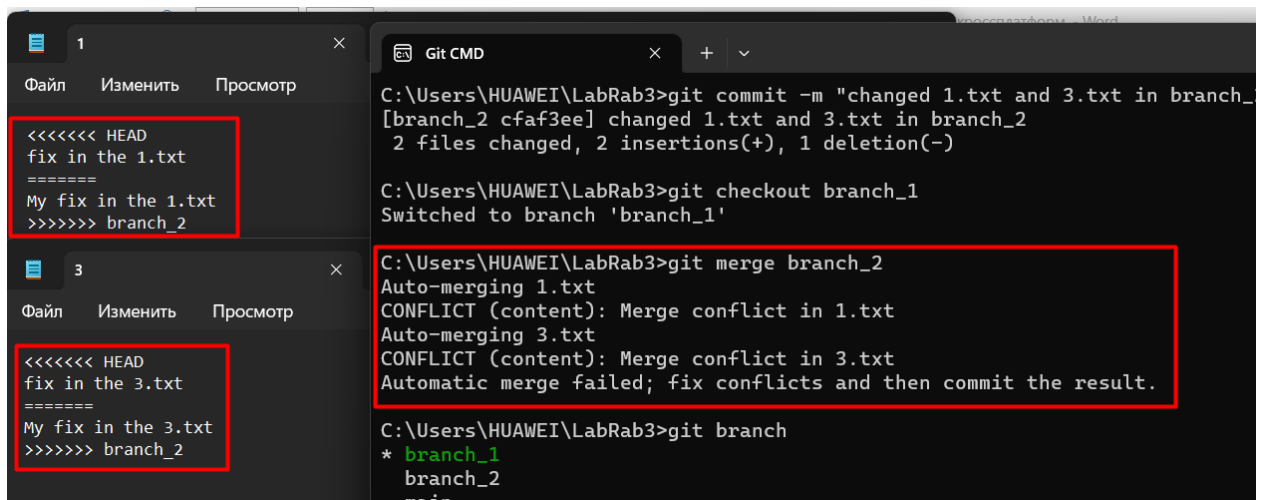 кроссплатформ. - Word
1
Файл Изменить Просмотр
<<<<<<< HEAD
fix in the 1.txt
=======
My fix in the 1.txt
>>>>>>> branch_2
3
Файл Изменить Просмотр
<<<<<<< HEAD
fix in the 3.txt
=======
My fix in the 3.txt
>>>>>>> branch_2
Git CMD
C:\Users\HUAWEI\LabRab3>git commit -m "changed 1.txt and 3.txt in branch_
[branch_2 cfaf3ee] changed 1.txt and 3.txt in branch_2
2 files changed, 2 insertions(+), 1 deletion(-)
C:\Users\HUAWEI\LabRab3>git checkout branch_1
Switched to branch 'branch_1'
C:\Users\HUAWEI\LabRab3>git merge branch_2
Auto-merging 1.txt
CONFLICT (content): Merge conflict in 1.txt
Auto-merging 3.txt
CONFLICT (content): Merge conflict in 3.txt
Automatic merge failed; fix conflicts and then commit the result.
C:\Users\HUAWEI\LabRab3>git branch
* branch_1
branch_2
main